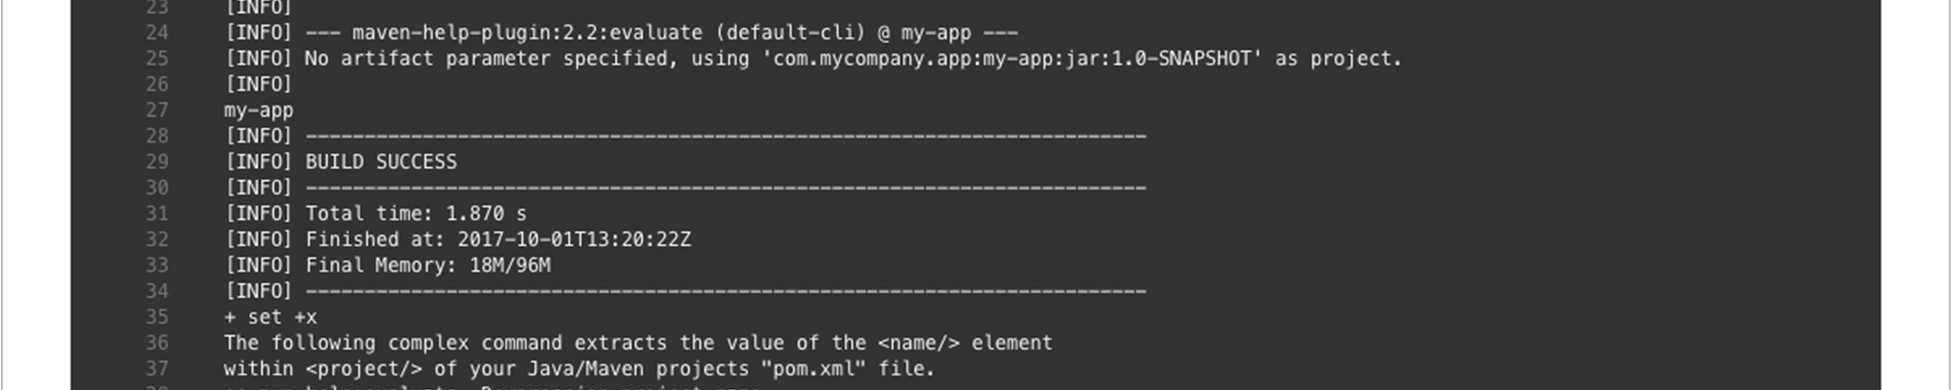 23 [INFO]
24 [INFO] --- maven-help-plugin:2.2:evaluate (default-cli) @ my-app ---
25 [INFO] No artifact parameter specified, using 'com.mycompany.app:my-app:jar:1.0-SNAPSHOT' as project.
26 [INFO]
27 my-app
28 [INFO] ------------------------------------------------------------------------
29 [INFO] BUILD SUCCESS
30 [INFO] ------------------------------------------------------------------------
31 [INFO] Total time: 1.870 s
32 [INFO] Finished at: 2017-10-01T13:20:22Z
33 [INFO] Final Memory: 18M/96M
34 [INFO] ------------------------------------------------------------------------
35 + set +x
36 The following complex command extracts the value of the <name/> element
37 within <project/> of your Java/Maven projects "pom.xml" file.